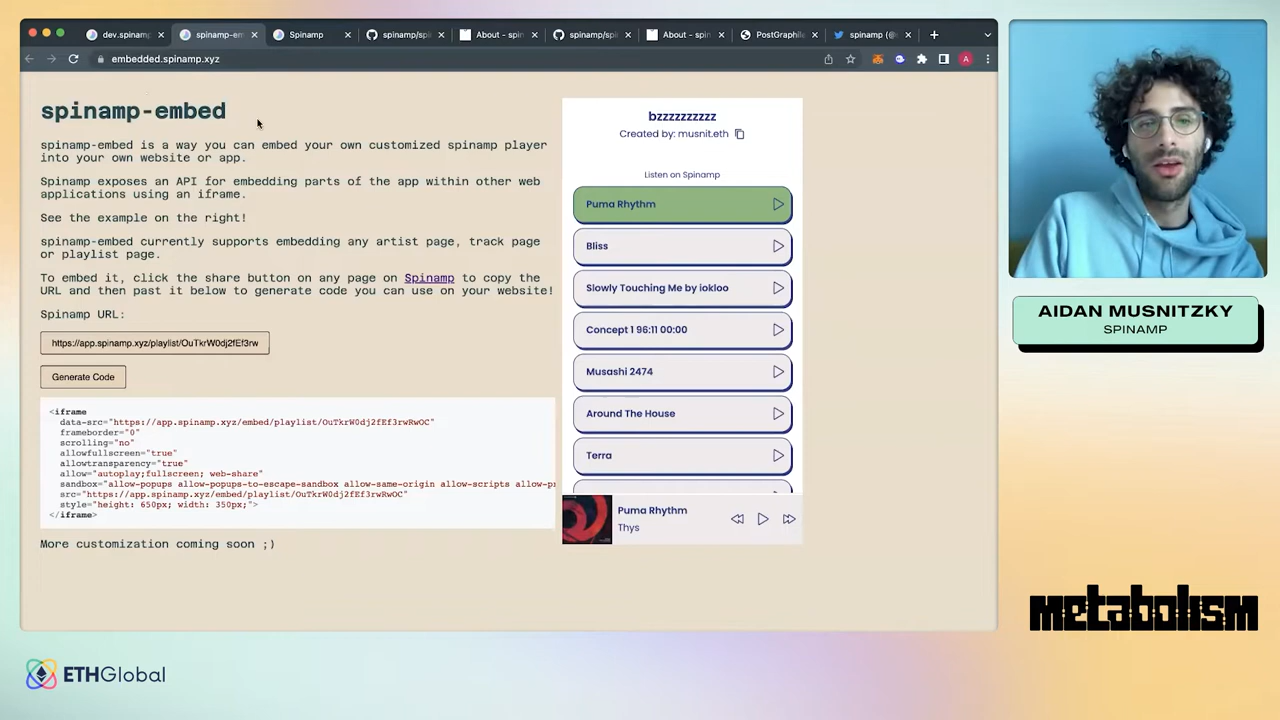 dev.spinamp
spinamp-em
Spinamp
spinamp/spi
About - spin
spinamp/spi
About - spin
PostGraphile
spinamp (@
embedded.spinamp.xyz
A
spinamp-embed
spinamp-embed is a way you can embed your own customized spinamp player
into your own website or app.
Spinamp exposes an API for embedding parts of the app within other web
applications using an iframe.
See the example on the right!
spinamp-embed currently supports embedding any artist page, track page
or playlist page.
To embed it, click the share button on any page on Spinamp to copy the
URL and then past it below to generate code you can use on your website!
Spinamp URL:
https://app.spinamp.xyz/playlist/OuTkrW0dj2fEf3rw
Generate Code
<iframe
data-src="https://app.spinamp.xyz/embed/playlist/OuTkrW0dj2fEf3rwRwOC"
frameborder="0"
scrolling="no"
allowfullscreen="true"
allowtransparency="true"
allow="autoplay;fullscreen; web-share"
sandbox="allow-popups allow-popups-to-escape-sandbox allow-same-origin allow-scripts allow-pr
src="https://app.spinamp.xyz/embed/playlist/OuTkrW0dj2fEf3rwRwOC"
style="height: 650px; width: 350px;">
</iframe>
More customization coming soon ;)
bzzzzzzzzzz
Created by: musnit.eth
Listen on Spinamp
Puma Rhythm
Bliss
Slowly Touching Me by iokloo
Concept 1 96:11 00:00
Musashi 2474
Around The House
Terra
Puma Rhythm
Thys
AIDAN MUSNITZKY
SPINAMP
metabolism
ETHGlobal